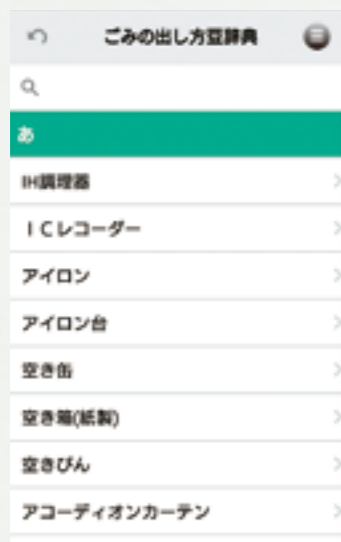 ごみの出し方豆辞典
あ
IH調理器
ICレコーダー
アイロン
アイロン台
空き缶
空き箱(紙製)
空きびん
アコーディオンカーテン